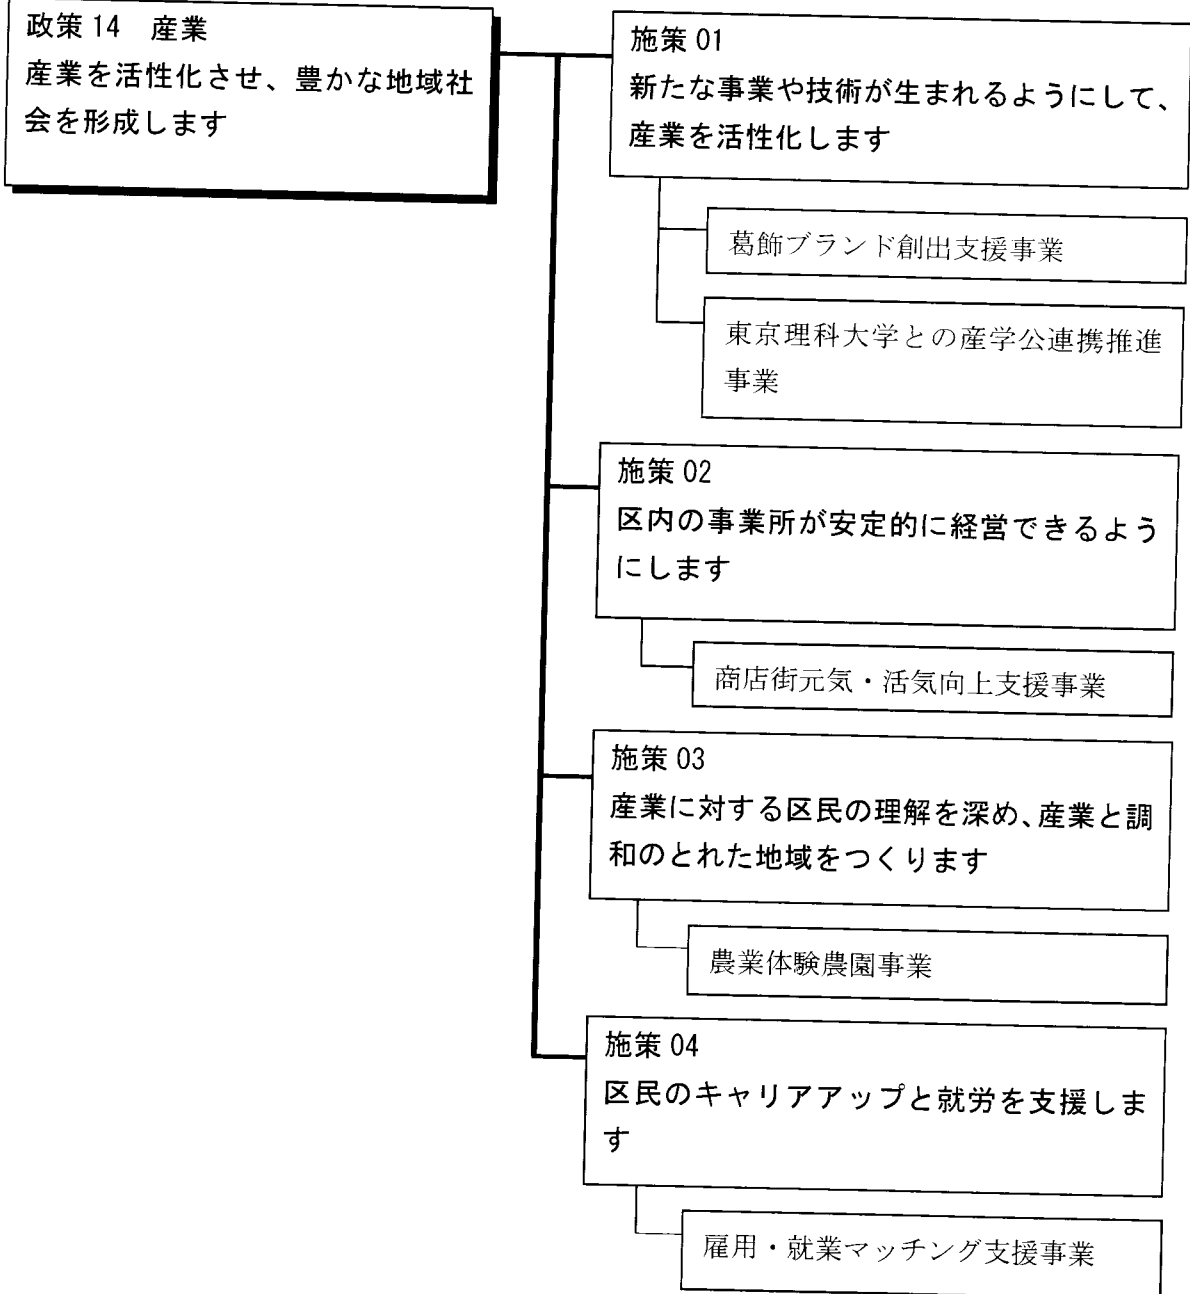 政策 14　産業
産業を活性化させ、豊かな地域社
会を形成します
施策 01
新たな事業や技術が生まれるようにして、
産業を活性化します
葛飾ブランド創出支援事業
東京理科大学との産学公連携推進
事業
施策 02
区内の事業所が安定的に経営できるよう
にします
商店街元気・活気向上支援事業
施策 03
産業に対する区民の理解を深め、産業と調
和のとれた地域をつくります
農業体験農園事業
施策 04
区民のキャリアアップと就労を支援しま
す
雇用・就業マッチング支援事業